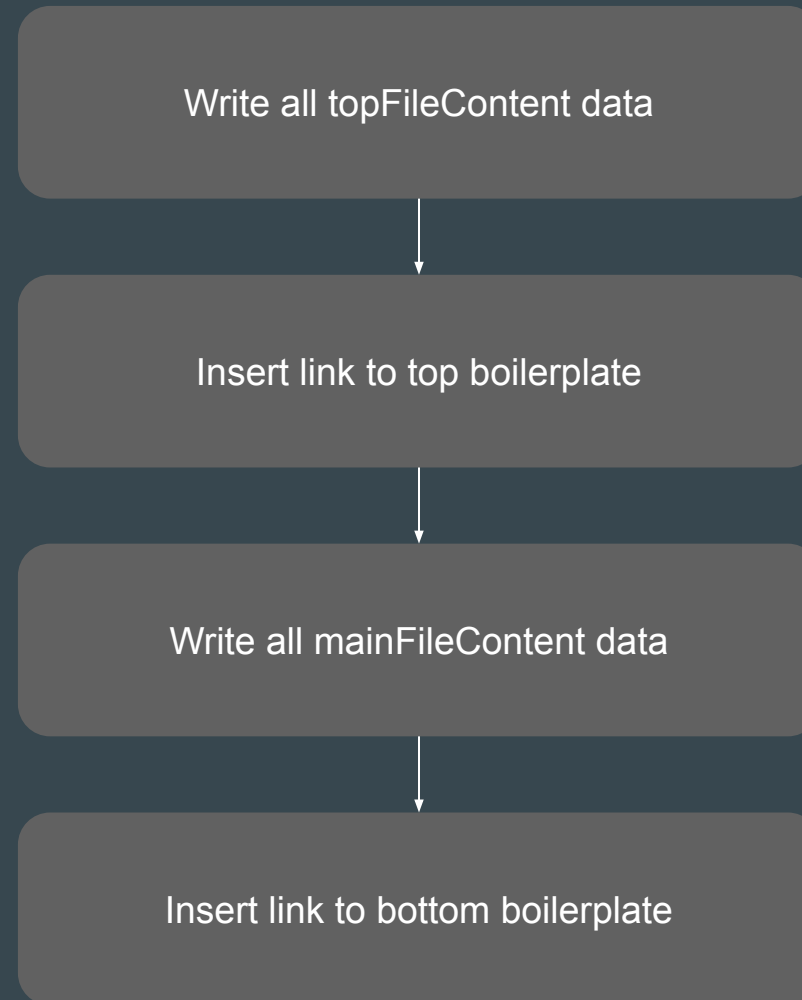 Write all topFileContent data
Insert link to top boilerplate
Write all mainFileContent data
Insert link to bottom boilerplate